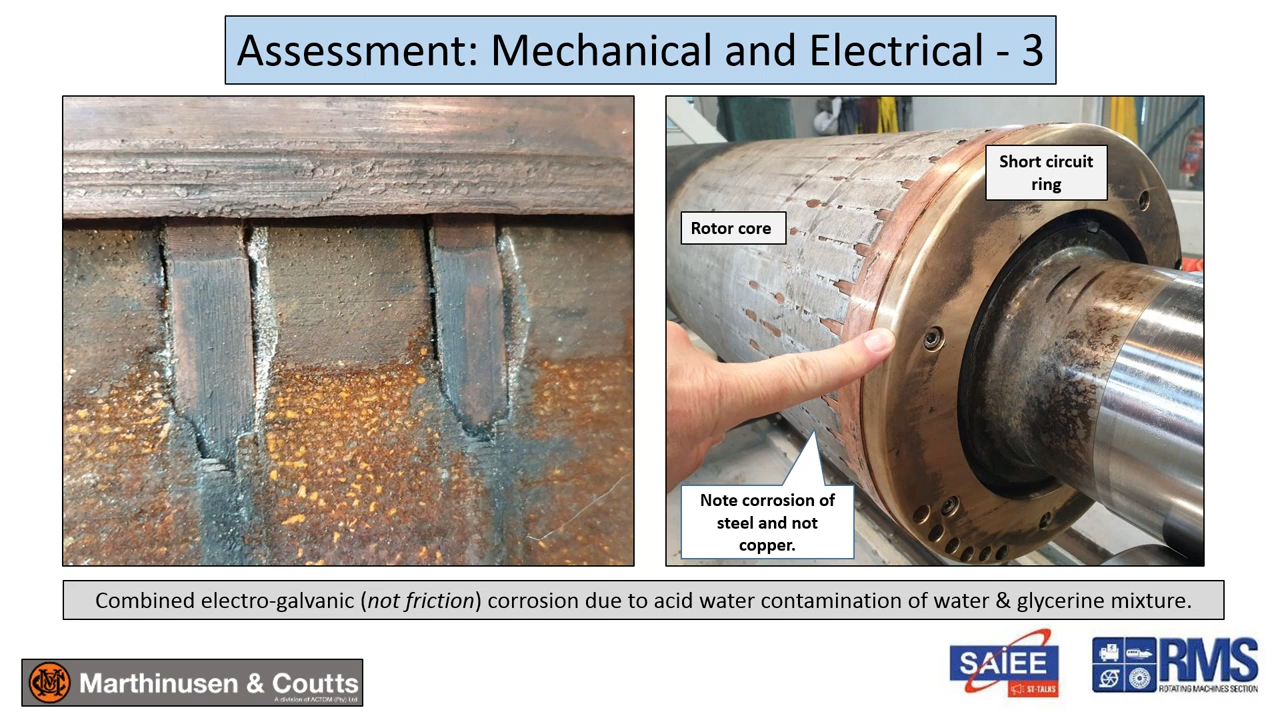 Assessment: Mechanical and Electrical - 3
Rotor core
Short circuit
ring
Note corrosion of
steel and not
copper.
Combined electro-galvanic (not friction) corrosion due to acid water contamination of water & glycerine mixture.
Marthinusen & Coutts
A division of ACTOM (Pty) Ltd
SAIEE
ST-TALKS
RMS
ROTATING MACHINES SECTION